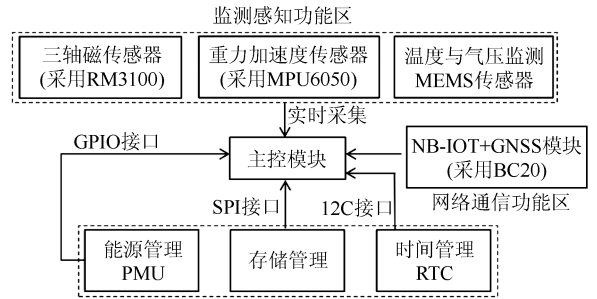 监测感知功能区
三轴磁传感器
(采用RM3100)
重力加速度传感器
(采用MPU6050)
温度与气压监测
MEMS传感器
实时采集
GPIO接口
主控模块
NB-IOT+GNSS模块
(采用BC20)
网络通信功能区
SPI接口
12C接口
能源管理
PMU
存储管理
时间管理
RTC